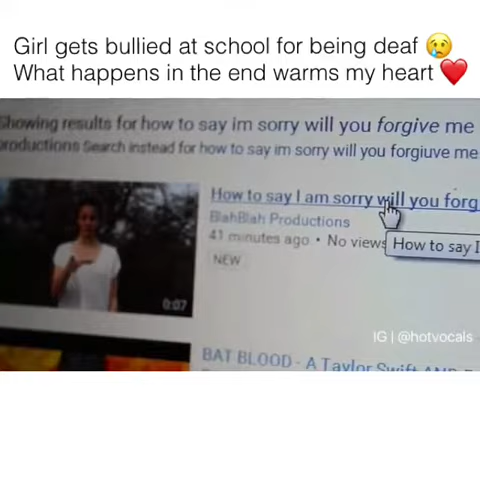 Girl gets bullied at school for being deaf 😢
What happens in the end warms my heart ❤️
Showing results for how to say im sorry will you forgive me
productions Search instead for how to say im sorry will you forgiuve me
How to say I am sorry will you forg
BlahBlah Productions
41 minutes ago • No views
How to say I
NEW
0:07
IG | @hotvocals
BAT BLOOD - A Taylor Swift AND